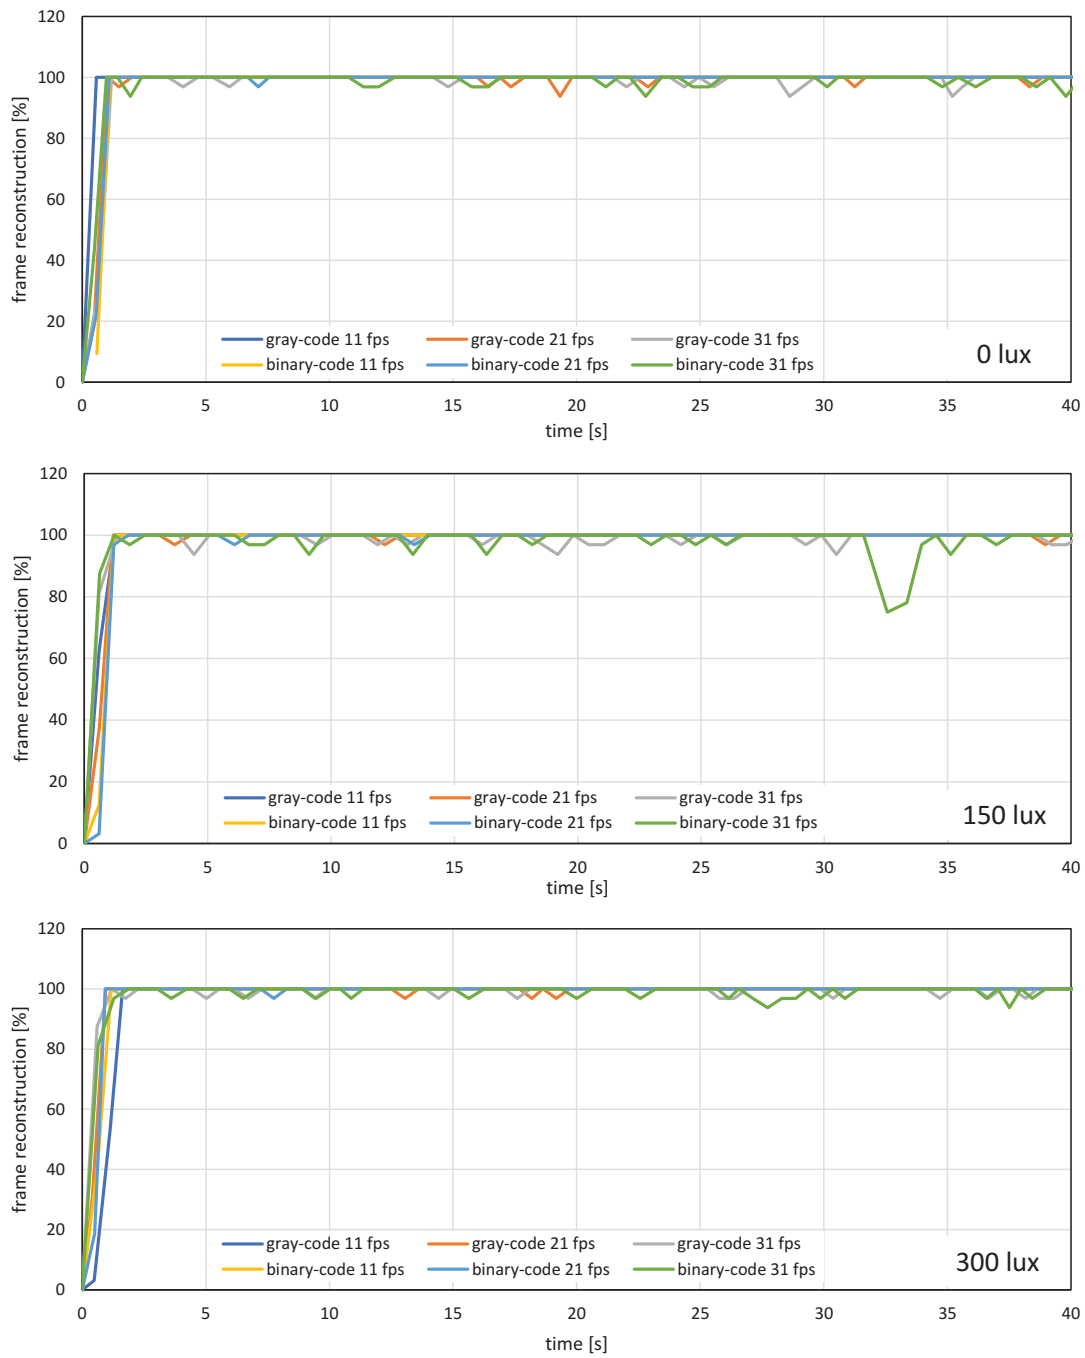 120
100
80
60
40
20
0
frame reconstruction [%]
gray-code 11 fps gray-code 21 fps gray-code 31 fps
binary-code 11 fps binary-code 21 fps binary-code 31 fps
0 lux
0 5 10 15 20 25 30 35 40
time [s]
120
100
80
60
40
20
0
frame reconstruction [%]
gray-code 11 fps gray-code 21 fps gray-code 31 fps
binary-code 11 fps binary-code 21 fps binary-code 31 fps
150 lux
0 5 10 15 20 25 30 35 40
time [s]
120
100
80
60
40
20
0
frame reconstruction [%]
gray-code 11 fps gray-code 21 fps gray-code 31 fps
binary-code 11 fps binary-code 21 fps binary-code 31 fps
300 lux
0 5 10 15 20 25 30 35 40
time [s]